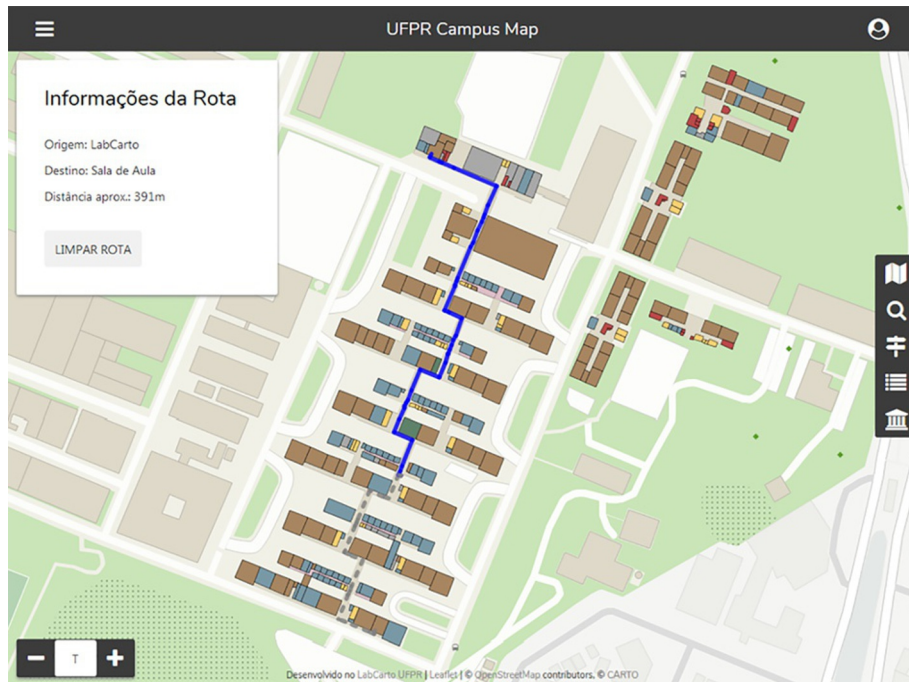 UFPR Campus Map
Informações da Rota
Origem: LabCarto
Destino: Sala de Aula
Distância aprox.: 391m
LIMPAR ROTA
T
Desenvolvido no LabCarto UFPR | Leaflet | © OpenStreetMap contributors, © CARTO